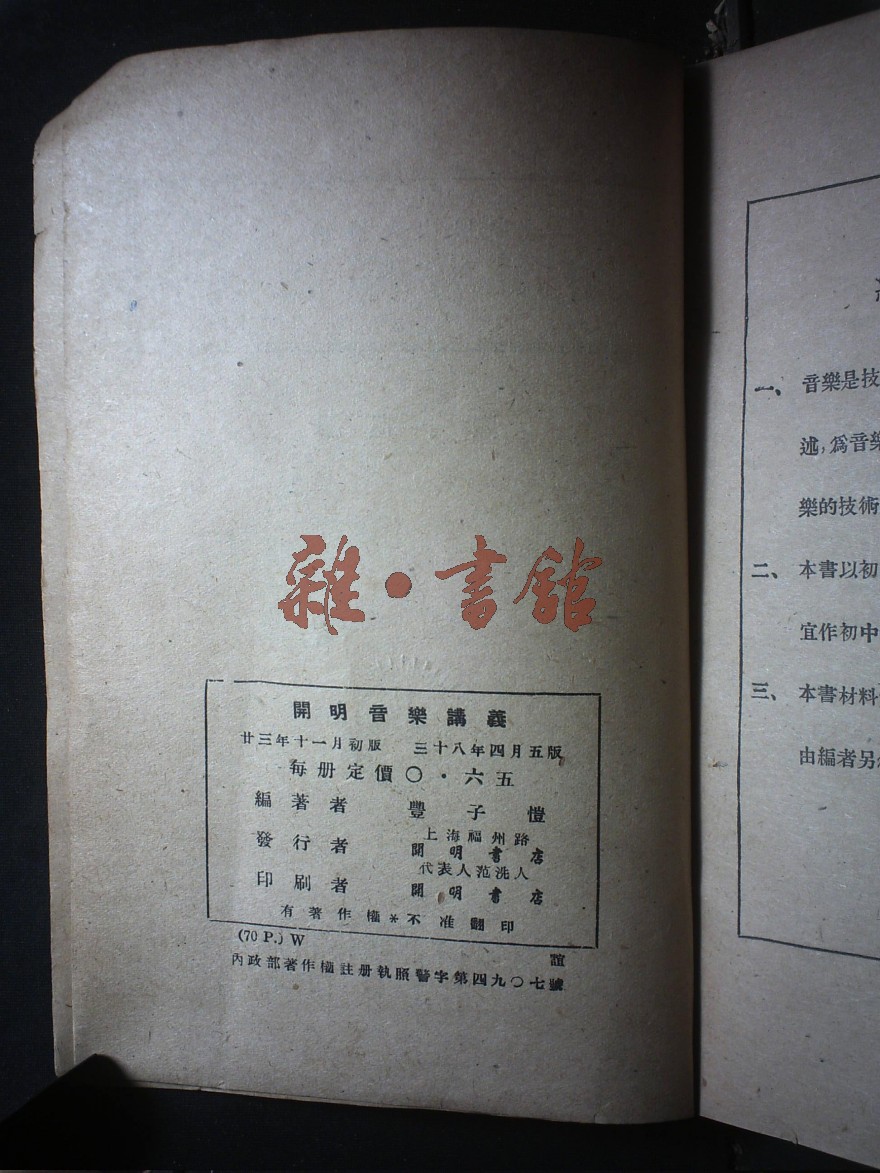 雜•書館
開明音樂講義
廿三年十一月初版 三十八年四月五版
每册定價〇·六五
編著者 豐子愷
發行者 上海福州路
開明書店
代表人范洗人
印刷者 開明書店
有著作權*不准翻印
(70 P.) W
內政部著作權註册執照警字第四九〇七號
一、音樂是技
述,爲音樂
樂的技術
二、本書以初
宜作初中
三、本書材料
由編者另